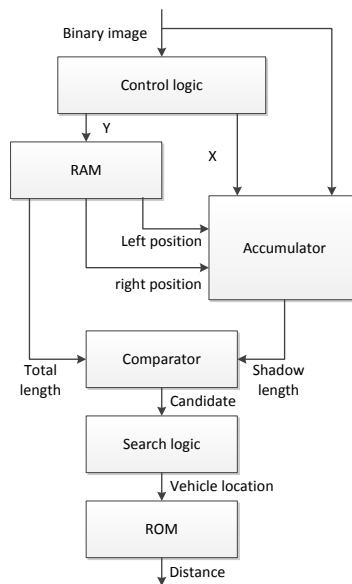 Binary image
Control logic
Y
X
RAM
Left position
Accumulator
right position
Comparator
Total
length
Shadow
length
Candidate
Search logic
Vehicle location
ROM
Distance